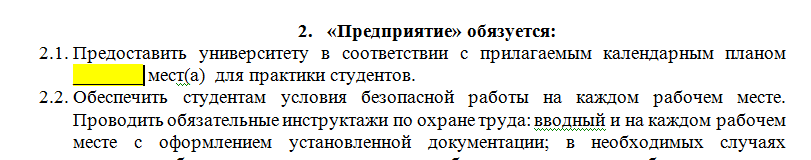 2. «Предприятие» обязуется:
2.1. Предоставить университету в соответствии с прилагаемым календарным планом
________ мест(а) для практики студентов.
2.2. Обеспечить студентам условия безопасной работы на каждом рабочем месте.
Проводить обязательные инструктажи по охране труда: вводный и на каждом рабочем
месте с оформлением установленной документации; в необходимых случаях